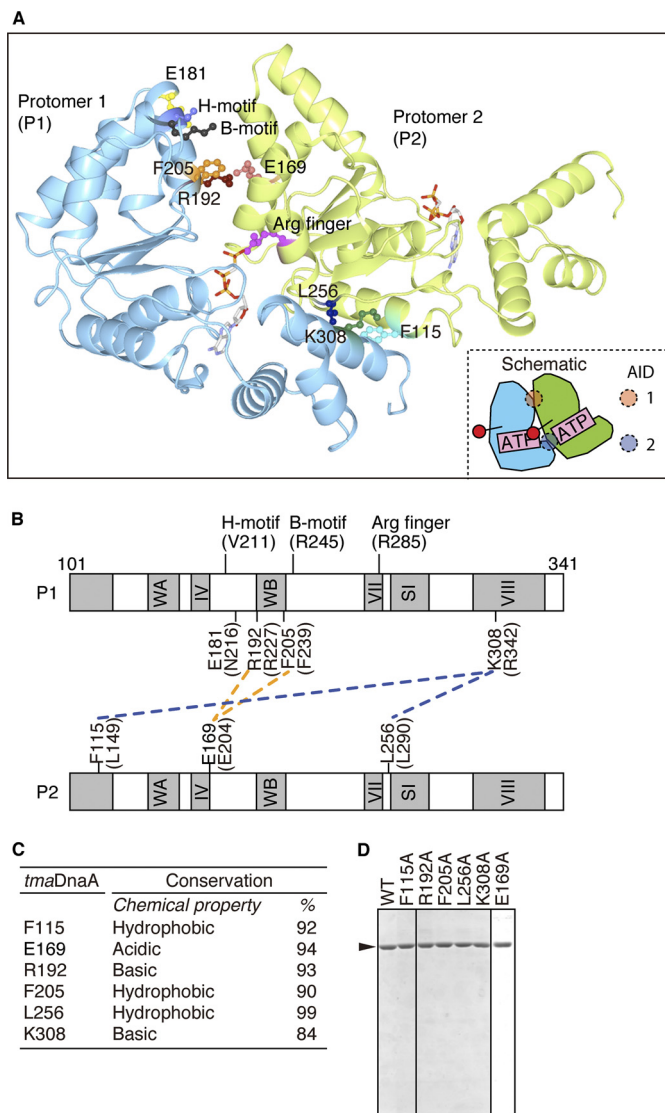 A
E181
Protomer 1
(P1)
H-motif
B-motif
Protomer 2
(P2)
F205
E169
R192
Arg finger
L256
K308
F115
Schematic
AID
1
ATP
ATP
2
B
H-motif
(V211)
B-motif
(R245)
Arg finger
(R285)
101
341
P1
WA
IV
WB
VII
SI
VIII
E181
(N216)
R192
(R227)
F205
(F239)
K308
(R342)
F115
(L149)
E169
(E204)
L256
(L290)
P2
WA
IV
WB
VII
SI
VIII
C
tmaDnaA Conservation
Chemical property %
F115 Hydrophobic 92
E169 Acidic 94
R192 Basic 93
F205 Hydrophobic 90
L256 Hydrophobic 99
K308 Basic 84
D
WT
F115A
R192A
F205A
L256A
K308A
E169A